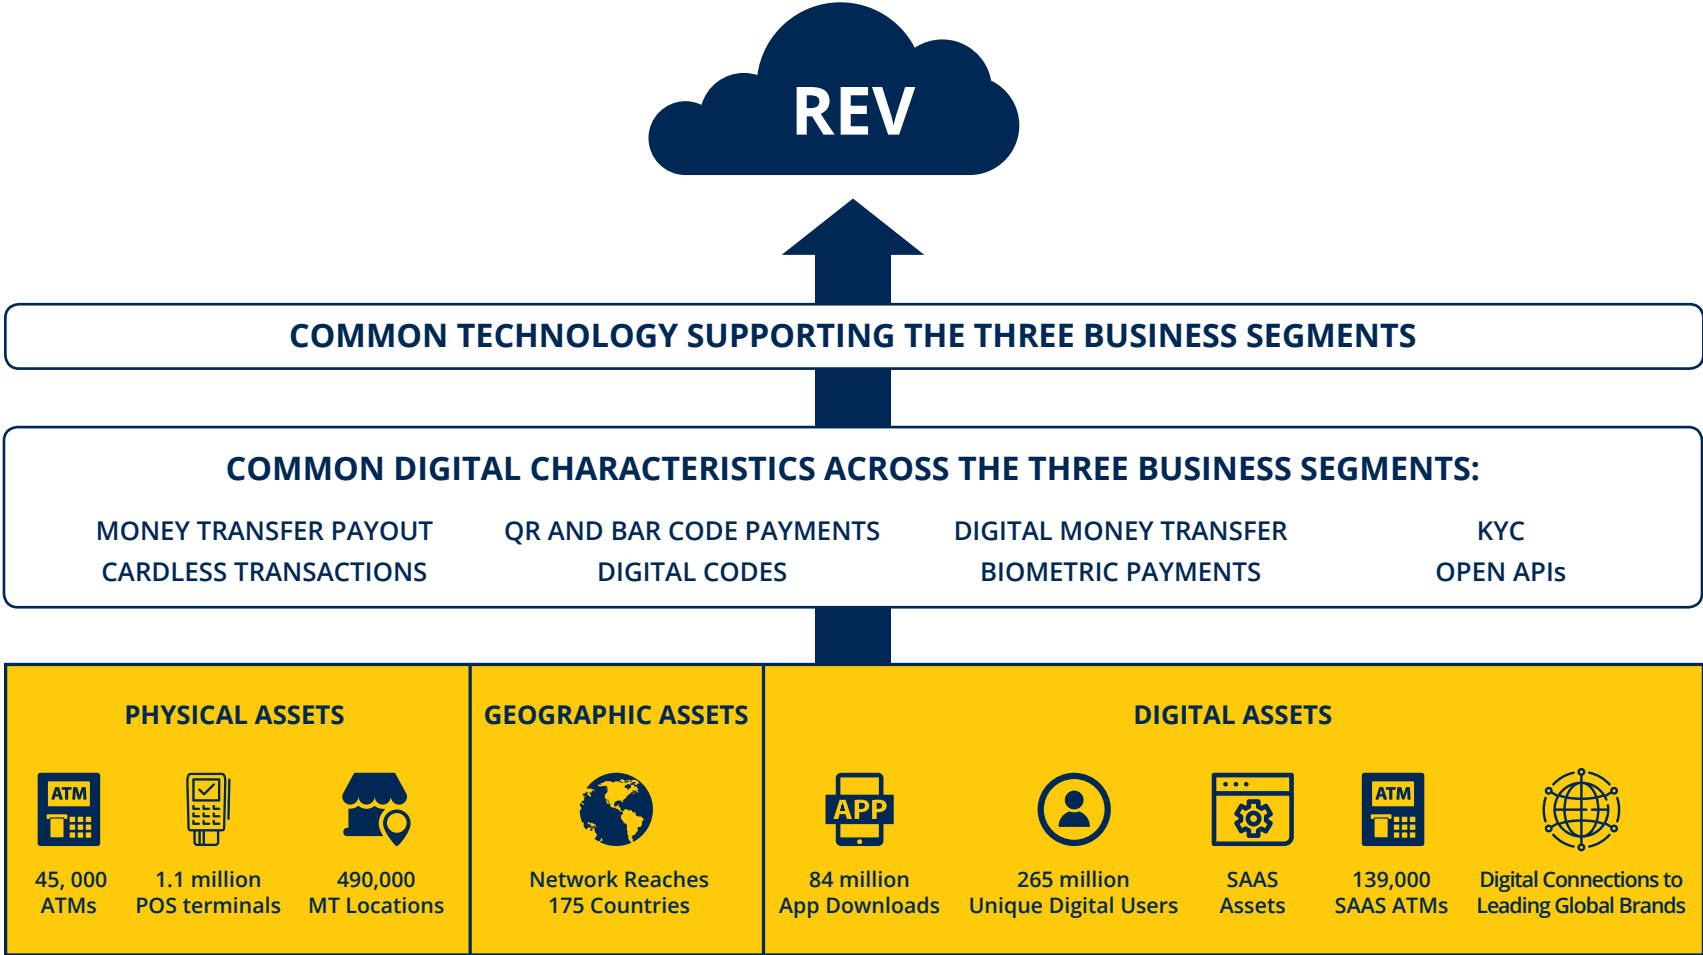 REV
COMMON TECHNOLOGY SUPPORTING THE THREE BUSINESS SEGMENTS
COMMON DIGITAL CHARACTERISTICS ACROSS THE THREE BUSINESS SEGMENTS:
MONEY TRANSFER PAYOUT QR AND BAR CODE PAYMENTS DIGITAL MONEY TRANSFER KYC
CARDLESS TRANSACTIONS DIGITAL CODES BIOMETRIC PAYMENTS OPEN APIs
PHYSICAL ASSETS
ATM
45, 000
ATMs
1.1 million
POS terminals
490,000
MT Locations
GEOGRAPHIC ASSETS
Network Reaches
175 Countries
DIGITAL ASSETS
APP
84 million
App Downloads
265 million
Unique Digital Users
SAAS
Assets
ATM
139,000
SAAS ATMs
Digital Connections to
Leading Global Brands